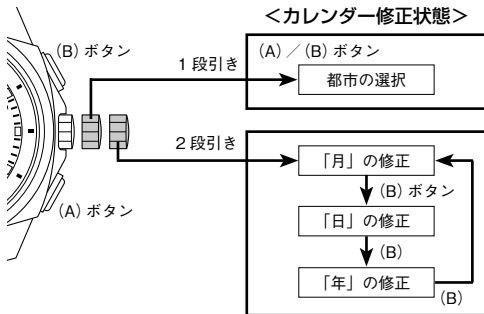 ＜カレンダー修正状態＞
(B) ボタン
(A) ／ (B) ボタン
1 段引き
都市の選択
2 段引き
「月」の修正
(B) ボタン
(A) ボタン
「日」の修正
(B)
「年」の修正
(B)